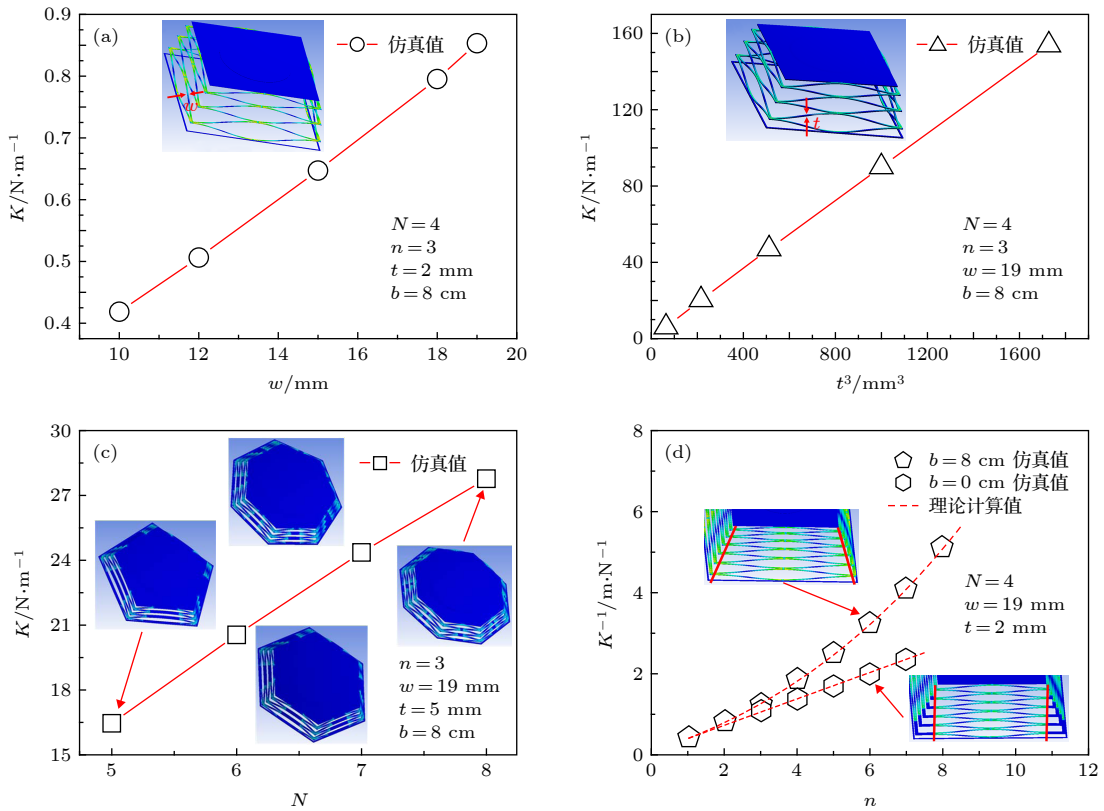 (a)
仿真值
w
N=4
n=3
t=2 mm
b=8 cm
0.9
0.8
0.7
0.6
0.5
0.4
K/N·m⁻¹
10 12 14 16 18 20
w/mm
(b)
仿真值
t
N=4
n=3
w=19 mm
b=8 cm
160
120
80
40
0
K/N·m⁻¹
0 400 800 1200 1600
t³/mm³
(c)
仿真值
n=3
w=19 mm
t=5 mm
b=8 cm
30
27
24
21
18
15
K/N·m⁻¹
5 6 7 8
N
(d)
b=8 cm 仿真值
b=0 cm 仿真值
理论计算值
N=4
w=19 mm
t=2 mm
8
6
4
2
0
K⁻¹/m·N⁻¹
0 2 4 6 8 10 12
n